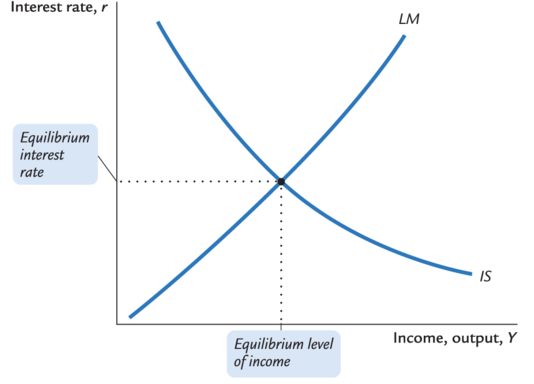 Interest rate, r
LM
Equilibrium
interest
rate
IS
Income, output, Y
Equilibrium level
of income